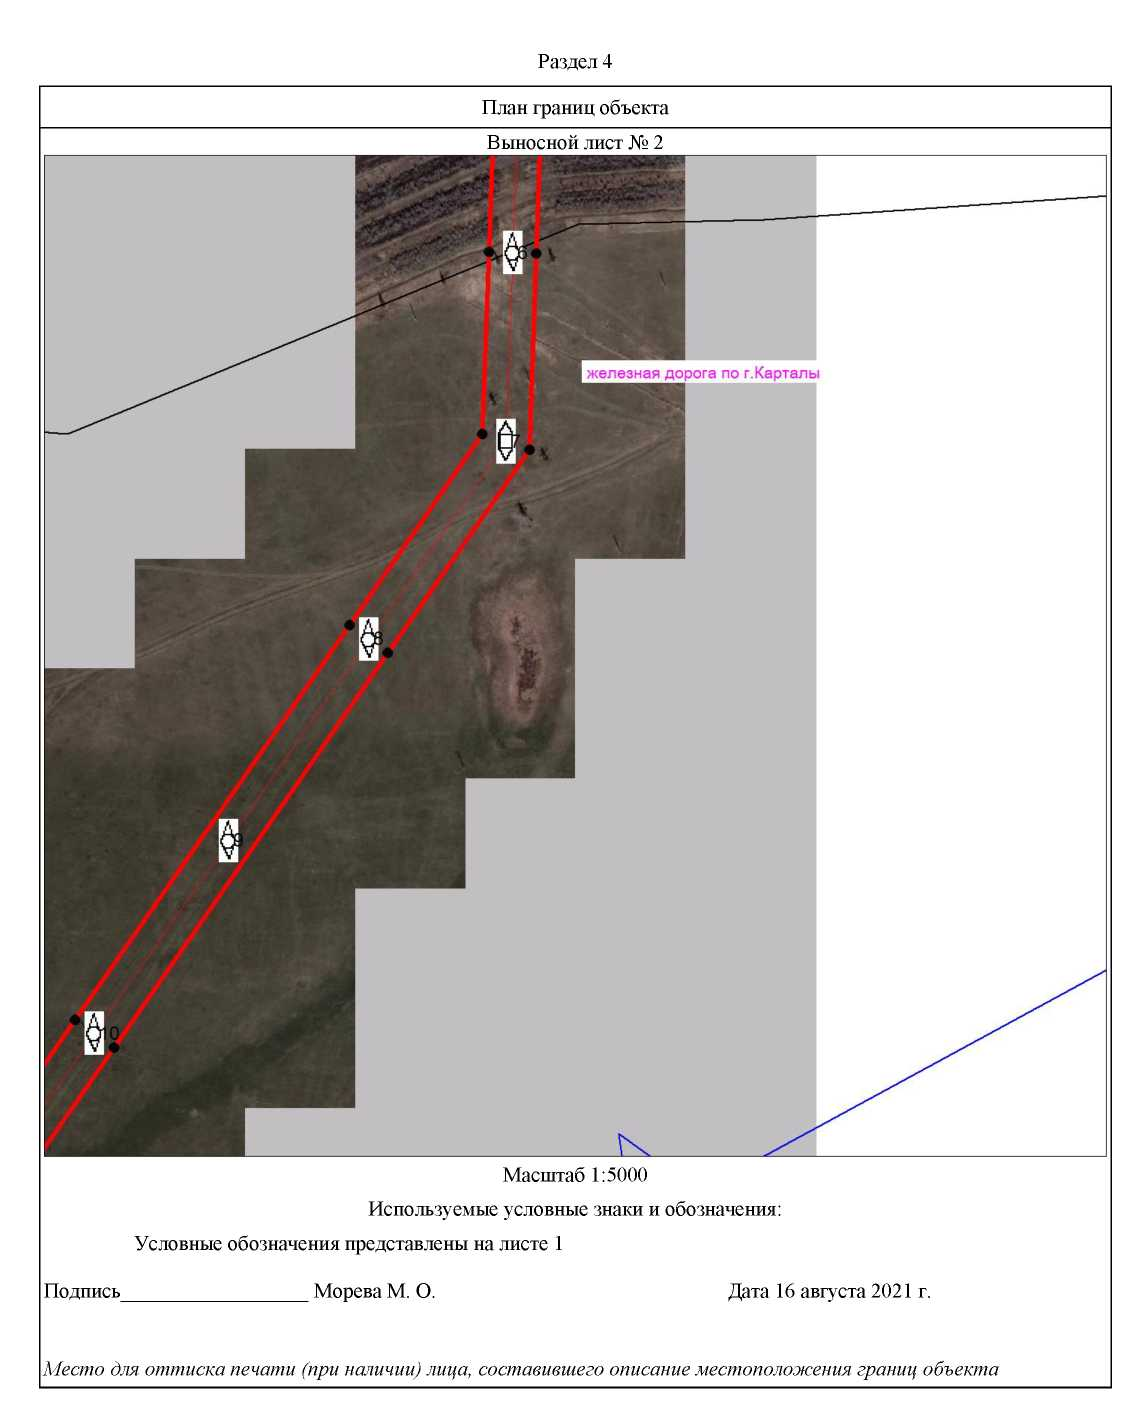 Раздел 4
План границ объекта
Выносной лист № 2
6
железная дорога по г.Карталы
7
8
9
10
Масштаб 1:5000
Используемые условные знаки и обозначения:
Условные обозначения представлены на листе 1
Подпись__________________ Морева М. О. Дата 16 августа 2021 г.
Место для оттиска печати (при наличии) лица, составившего описание местоположения границ объекта